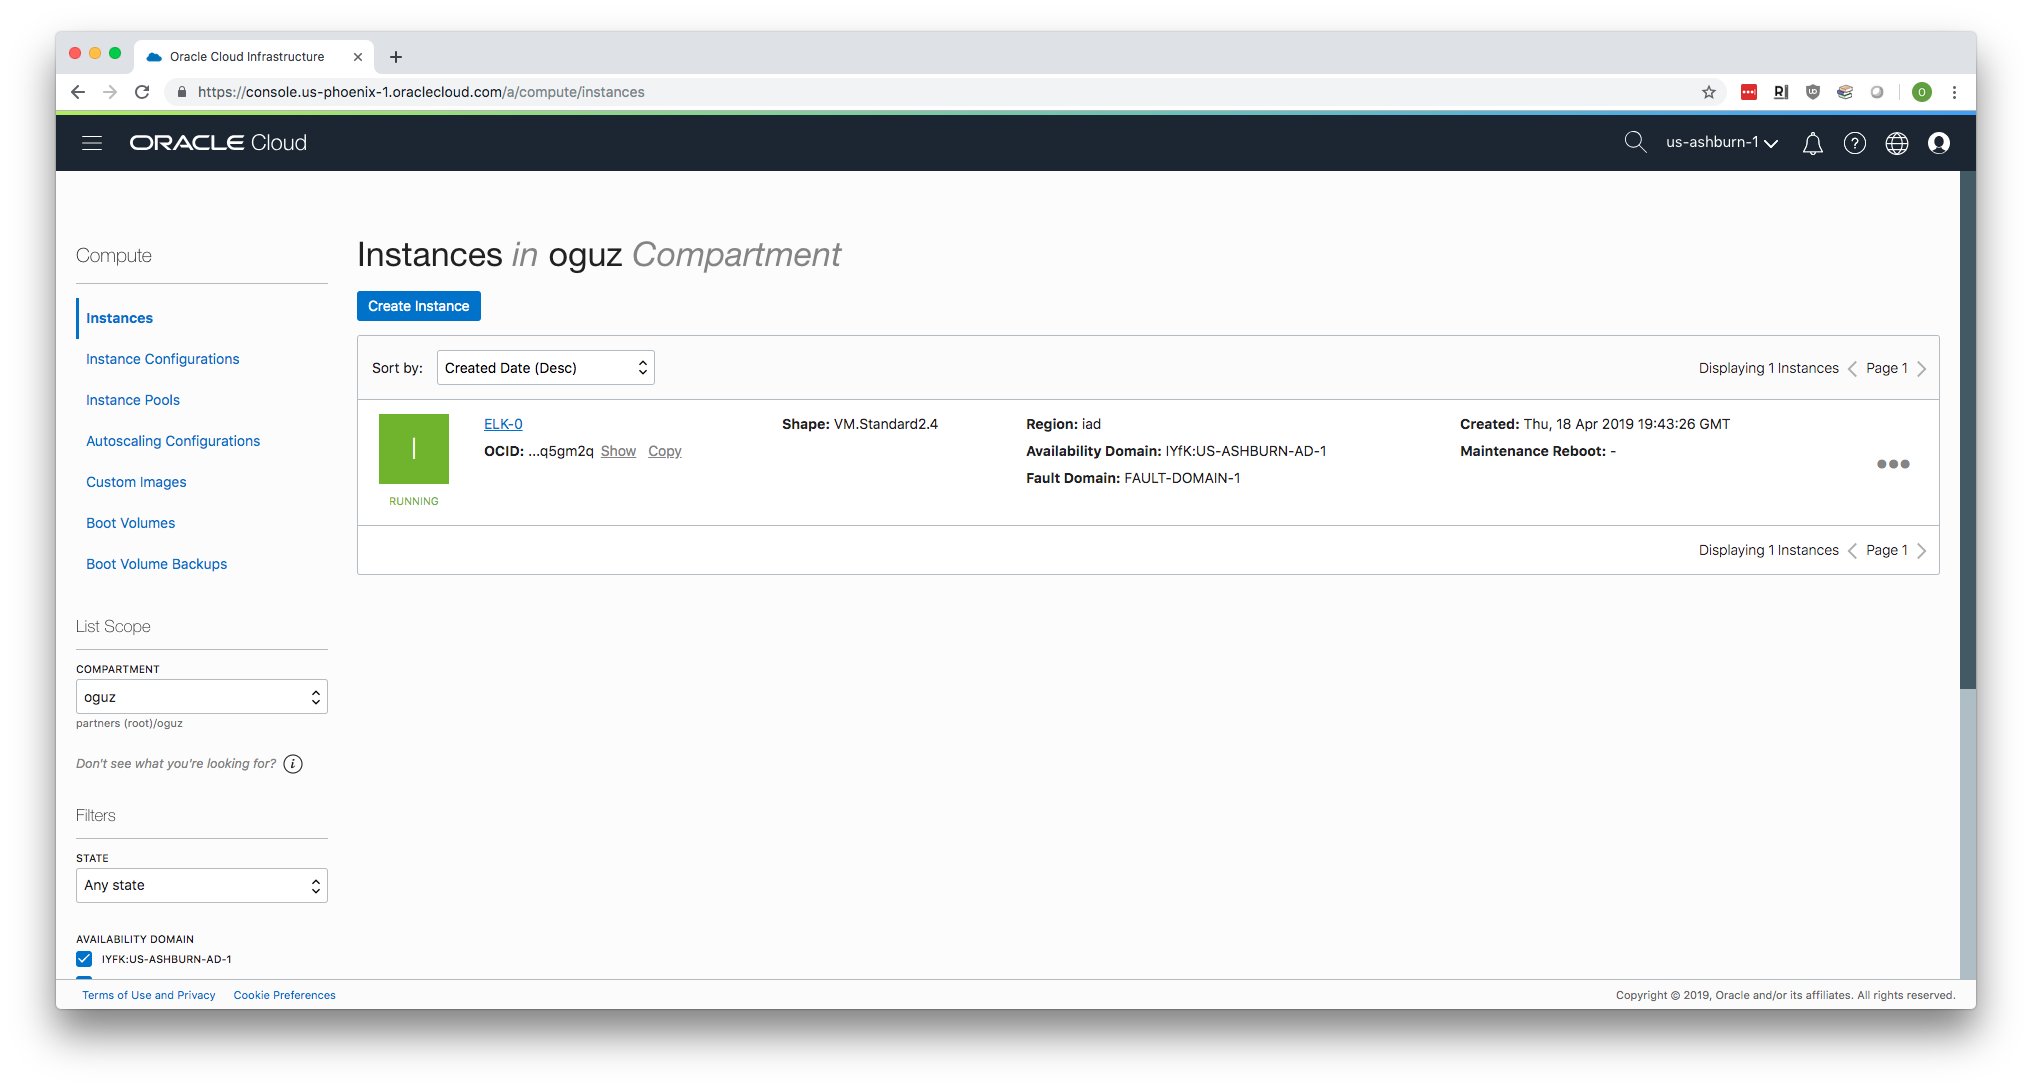 Oracle Cloud Infrastructure
https://console.us-phoenix-1.oraclecloud.com/a/compute/instances
ORACLE Cloud
us-ashburn-1
Compute
Instances
Instance Configurations
Instance Pools
Autoscaling Configurations
Custom Images
Boot Volumes
Boot Volume Backups
List Scope
COMPARTMENT
oguz
partners (root)/oguz
Don't see what you're looking for?
Filters
STATE
Any state
AVAILABILITY DOMAIN
IYFK:US-ASHBURN-AD-1
Instances in oguz Compartment
Create Instance
Sort by: Created Date (Desc) Displaying 1 Instances Page 1
I
RUNNING
ELK-0
OCID: ...q5gm2q Show Copy
Shape: VM.Standard2.4
Region: iad
Availability Domain: IYfK:US-ASHBURN-AD-1
Fault Domain: FAULT-DOMAIN-1
Created: Thu, 18 Apr 2019 19:43:26 GMT
Maintenance Reboot: -
Displaying 1 Instances Page 1
Terms of Use and Privacy Cookie Preferences
Copyright © 2019, Oracle and/or its affiliates. All rights reserved.